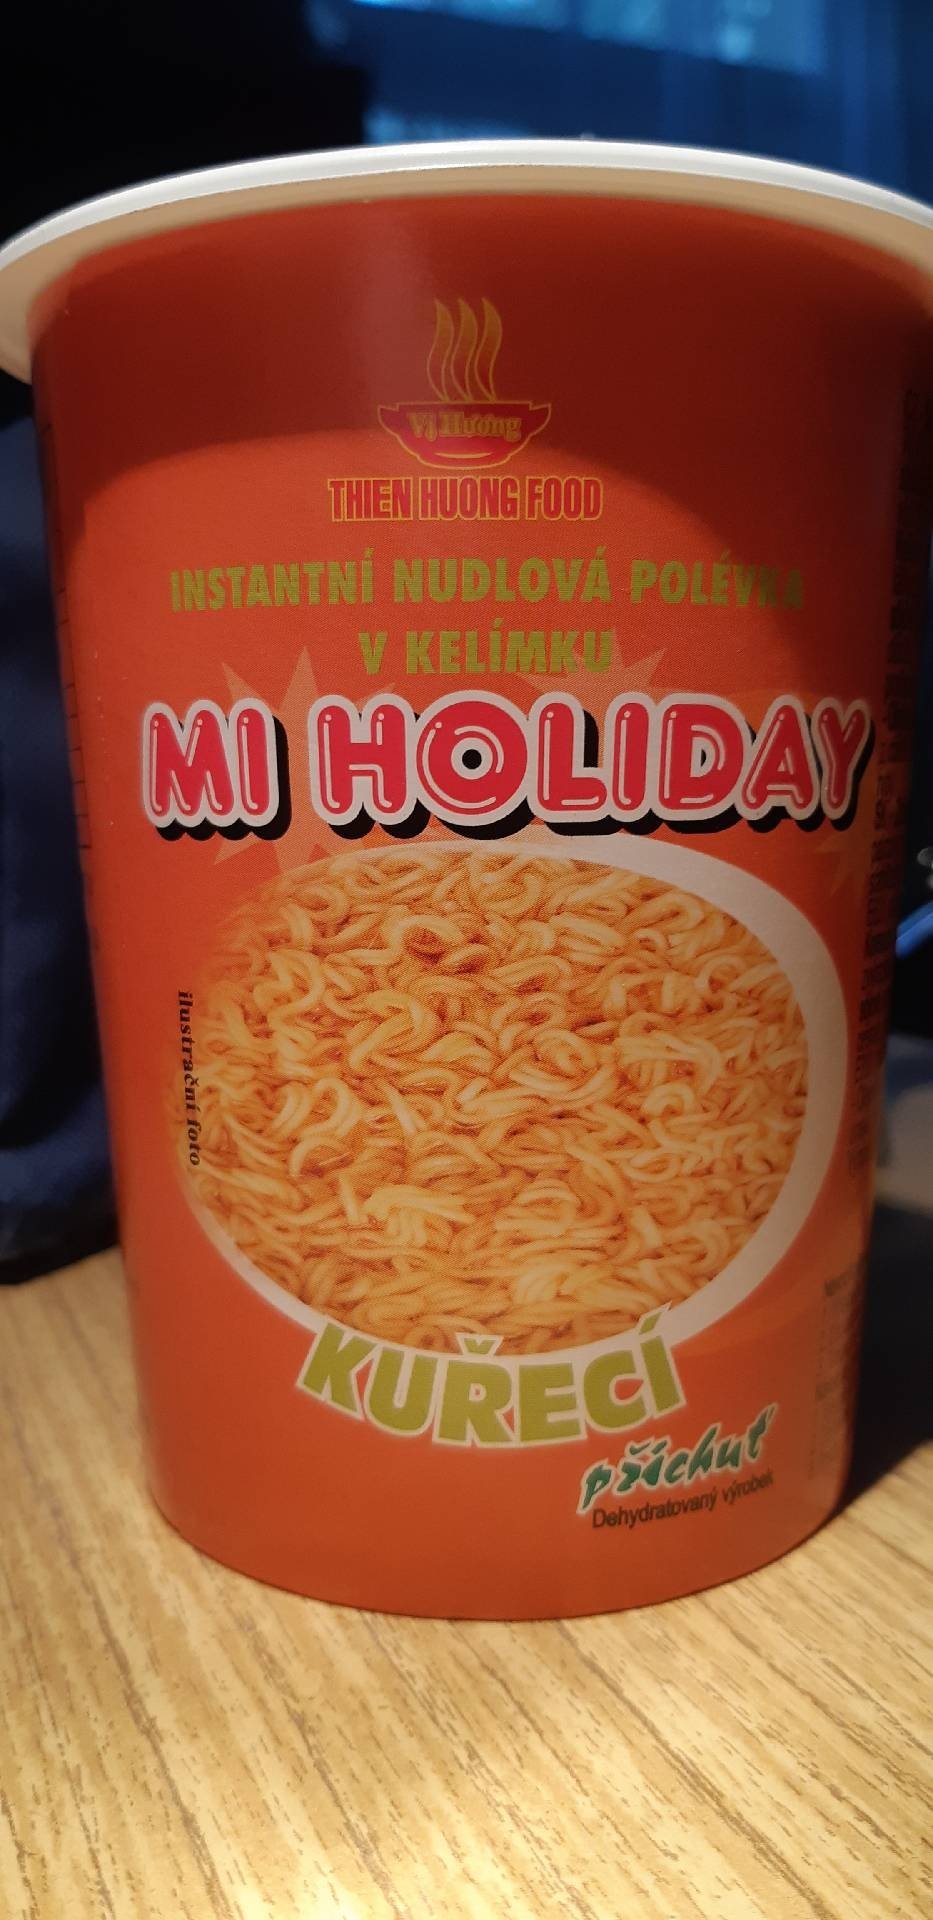 Vị Hương
THIEN HUONG FOOD
INSTANTNÍ NUDLOVÁ POLÉVKA
V KELÍMKU
MI HOLIDAY
ilustrační foto
KUŘECÍ
příchuť
Dehydratovaný výrobek